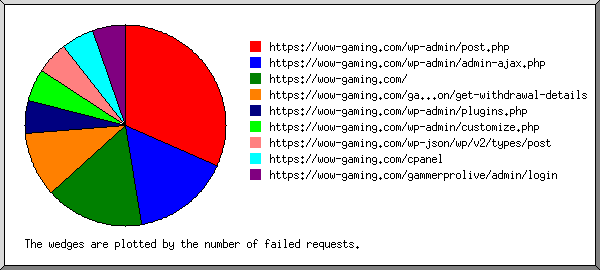 https://wow-gaming.com/wp-admin/post.php
https://wow-gaming.com/wp-admin/admin-ajax.php
https://wow-gaming.com/
https://wow-gaming.com/ga...on/get-withdrawal-details
https://wow-gaming.com/wp-admin/plugins.php
https://wow-gaming.com/wp-admin/customize.php
https://wow-gaming.com/wp-json/wp/v2/types/post
https://wow-gaming.com/cpanel
https://wow-gaming.com/gammerprolive/admin/login
The wedges are plotted by the number of failed requests.